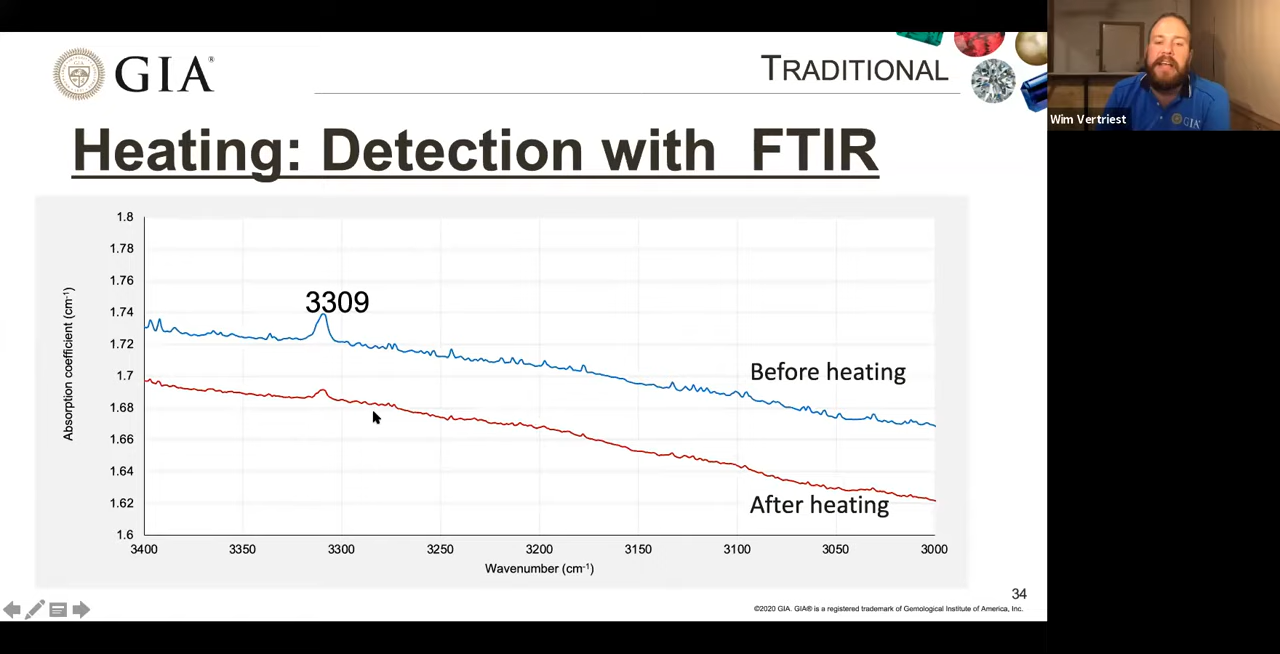 GIA®
TRADITIONAL
Wim Vertriest
GIA
Heating: Detection with FTIR
1.8
1.78
1.76
1.74
1.72
1.7
1.68
1.66
1.64
1.62
1.6
Absorption coefficient (cm-1)
3309
Before heating
After heating
3400
3350
3300
3250
3200
3150
3100
3050
3000
Wavenumber (cm-1)
34
©2020 GIA. GIA® is a registered trademark of Gemological Institute of America, Inc.